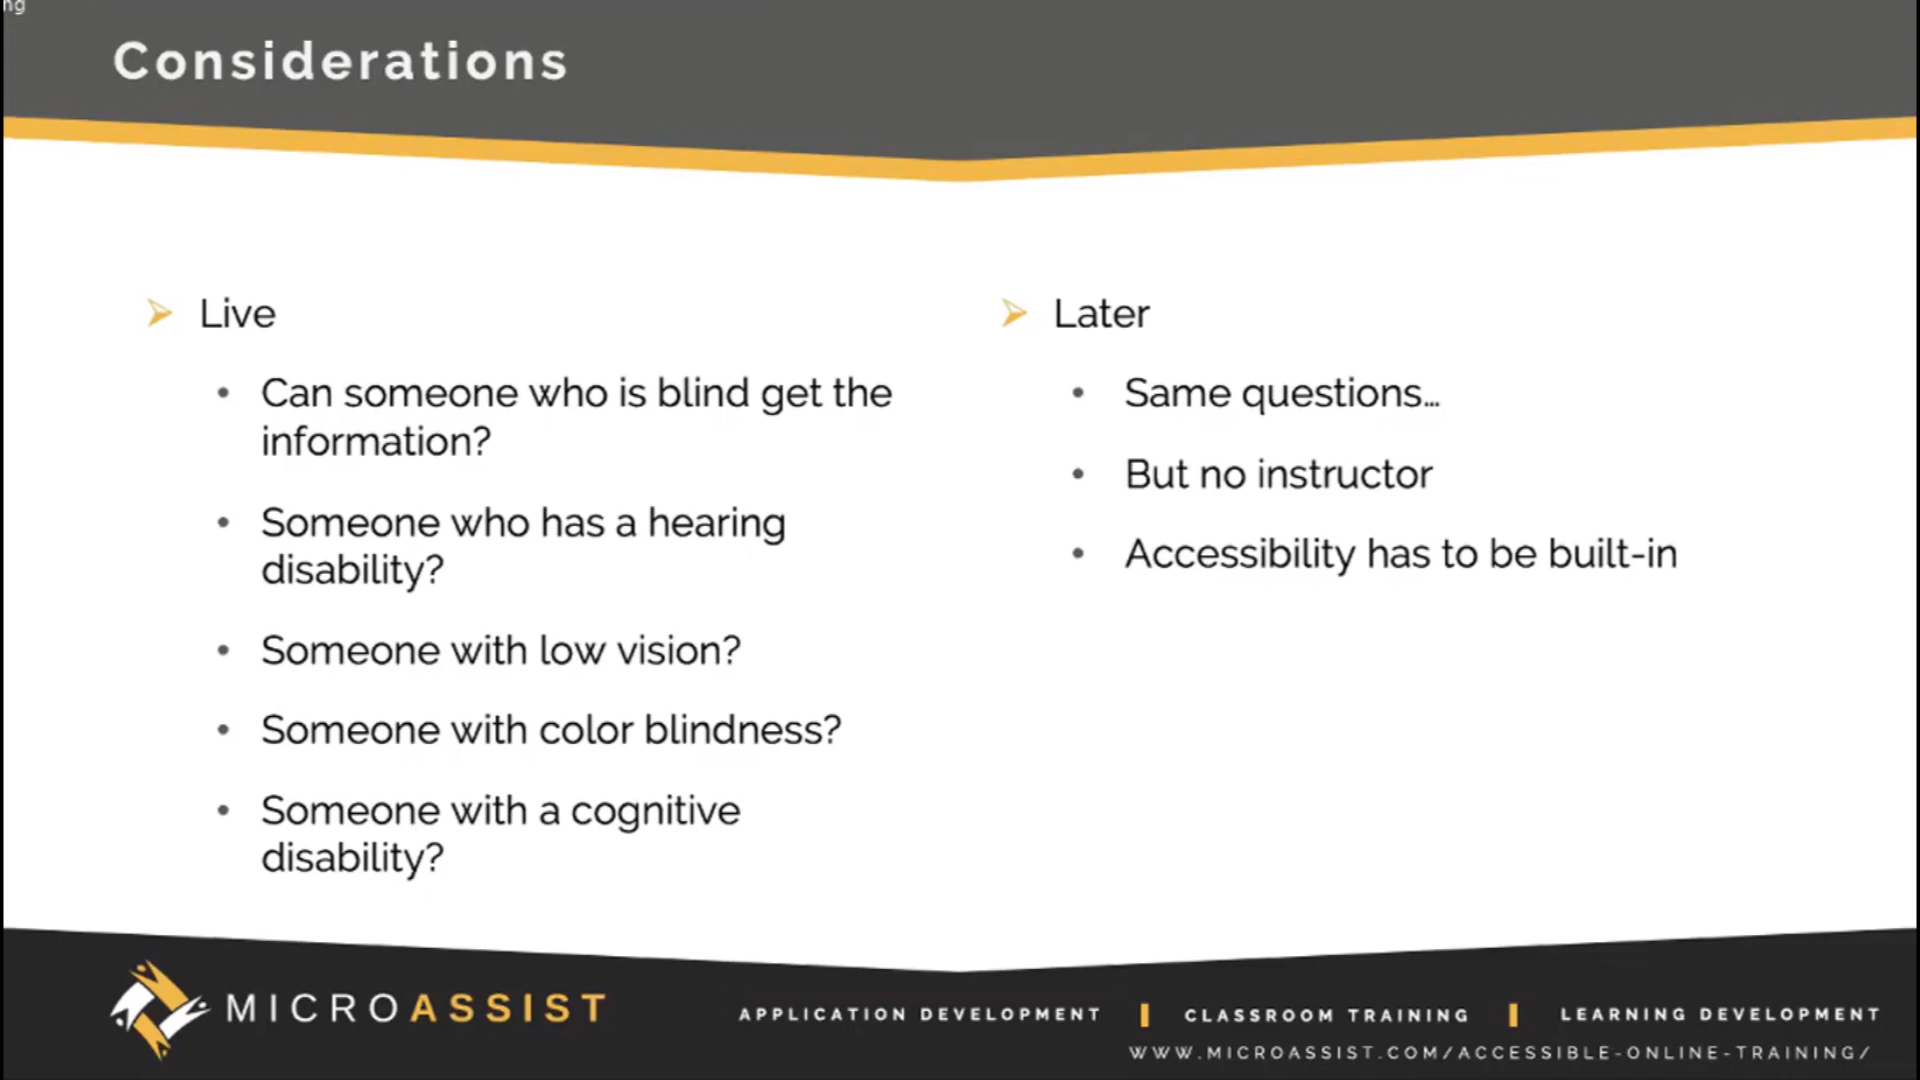 ng
Considerations
Live
• Can someone who is blind get the
information?
• Someone who has a hearing
disability?
• Someone with low vision?
• Someone with color blindness?
• Someone with a cognitive
disability?
Later
• Same questions…
• But no instructor
• Accessibility has to be built-in
MICROASSIST
APPLICATION DEVELOPMENT | CLASSROOM TRAINING | LEARNING DEVELOPMENT
WWW.MICROASSIST.COM/ACCESSIBLE-ONLINE-TRAINING/